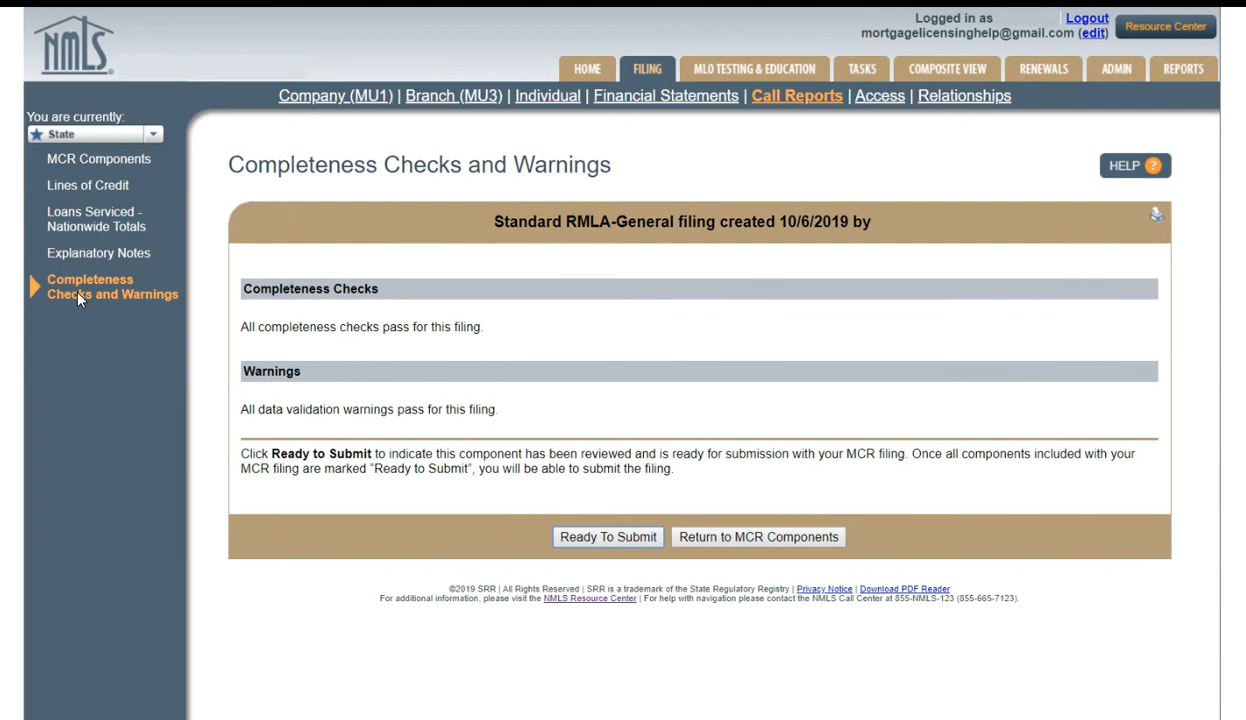 NMLS
Logged in as
Logout
mortgagelicensinghelp@gmail.com (edit)
Resource Center
HOME
FILING
MLO TESTING & EDUCATION
TASKS
COMPOSITE VIEW
RENEWALS
ADMIN
REPORTS
Company (MU1) | Branch (MU3) | Individual | Financial Statements | Call Reports | Access | Relationships
You are currently:
State
MCR Components
Lines of Credit
Loans Serviced -
Nationwide Totals
Explanatory Notes
Completeness
Checks and Warnings
Completeness Checks and Warnings
HELP ?
Standard RMLA-General filing created 10/6/2019 by
Completeness Checks
All completeness checks pass for this filing.
Warnings
All data validation warnings pass for this filing.
Click Ready to Submit to indicate this component has been reviewed and is ready for submission with your MCR filing. Once all components included with your
MCR filing are marked “Ready to Submit”, you will be able to submit the filing.
Ready To Submit
Return to MCR Components
©2019 SRR | All Rights Reserved | SRR is a trademark of the State Regulatory Registry | Privacy Notice | Download PDF Reader
For additional information, please visit the NMLS Resource Center | For help with navigation please contact the NMLS Call Center at 855-NMLS-123 (855-665-7123).